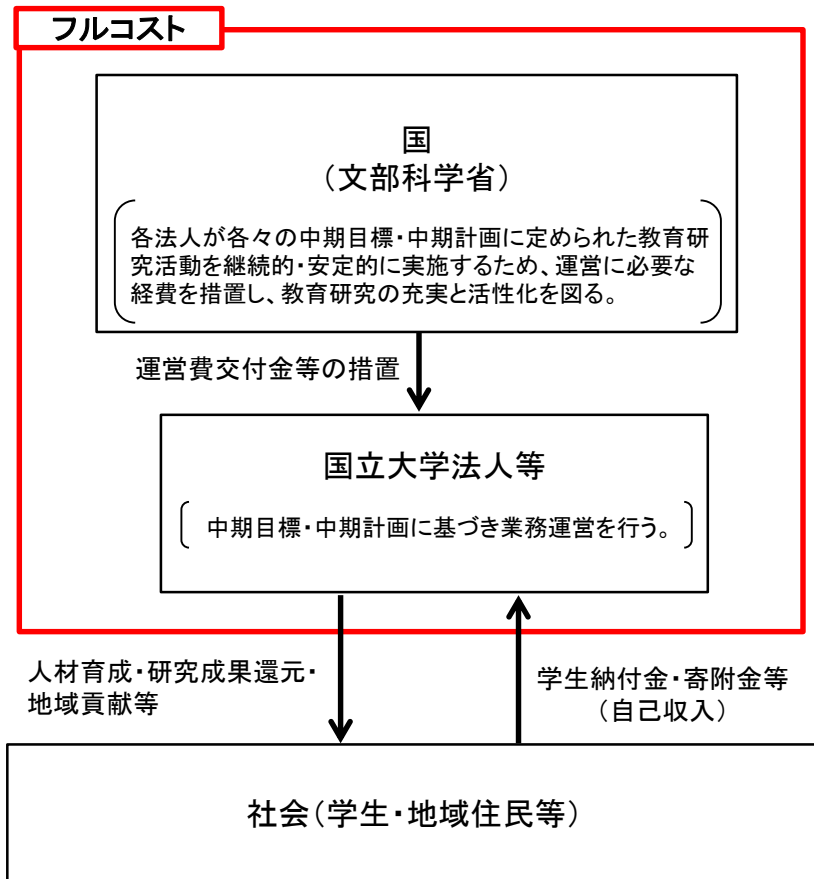 フルコスト
国
（文部科学省）
各法人が各々の中期目標・中期計画に定められた教育研
究活動を継続的・安定的に実施するため、運営に必要な
経費を措置し、教育研究の充実と活性化を図る。
運営費交付金等の措置
国立大学法人等
中期目標・中期計画に基づき業務運営を行う。
人材育成・研究成果還元・
地域貢献等
学生納付金・寄附金等
（自己収入）
社会（学生・地域住民等）